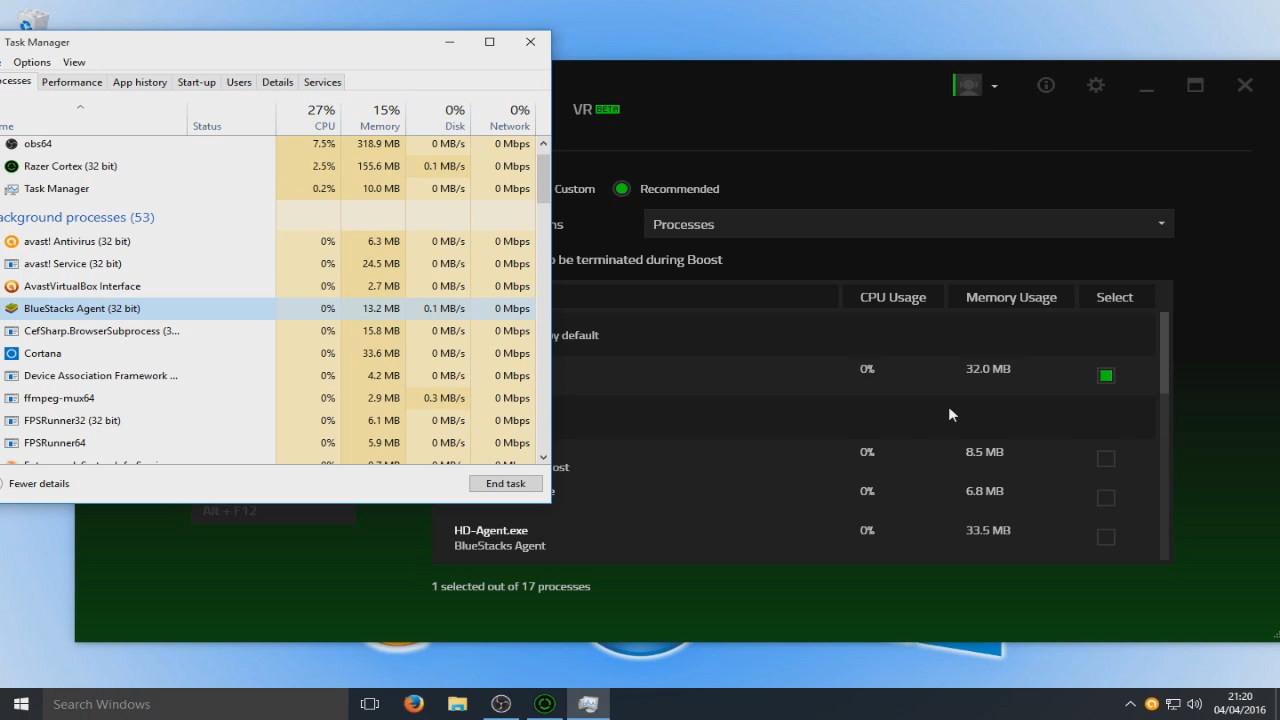 Task Manager
Options View
ocesses Performance App history Start-up Users Details Services
27% 15% 0% 0%
me Status CPU Memory Disk Network
obs64 7.5% 318.9 MB 0 MB/s 0 Mbps
Razer Cortex (32 bit) 2.5% 155.6 MB 0.1 MB/s 0 Mbps
Task Manager 0.2% 10.0 MB 0 MB/s 0 Mbps
ackground processes (53)
avast! Antivirus (32 bit) 0% 6.3 MB 0 MB/s 0 Mbps
avast! Service (32 bit) 0% 24.5 MB 0 MB/s 0 Mbps
AvastVirtualBox Interface 0% 2.7 MB 0 MB/s 0 Mbps
BlueStacks Agent (32 bit) 0% 13.2 MB 0.1 MB/s 0 Mbps
CefSharp.BrowserSubprocess (3... 0% 15.8 MB 0 MB/s 0 Mbps
Cortana 0% 33.6 MB 0 MB/s 0 Mbps
Device Association Framework ... 0% 4.2 MB 0 MB/s 0 Mbps
ffmpeg-mux64 0% 2.9 MB 0.3 MB/s 0 Mbps
FPSRunner32 (32 bit) 0% 6.1 MB 0 MB/s 0 Mbps
FPSRunner64 0% 5.9 MB 0 MB/s 0 Mbps
Fewer details End task
VR BETA
Custom Recommended
ns Processes
o be terminated during Boost
CPU Usage Memory Usage Select
y default
0% 32.0 MB
0% 8.5 MB
ost
0% 6.8 MB
e
HD-Agent.exe 0% 33.5 MB
BlueStacks Agent
1 selected out of 17 processes
Alt + F12
Search Windows
21:20
04/04/2016